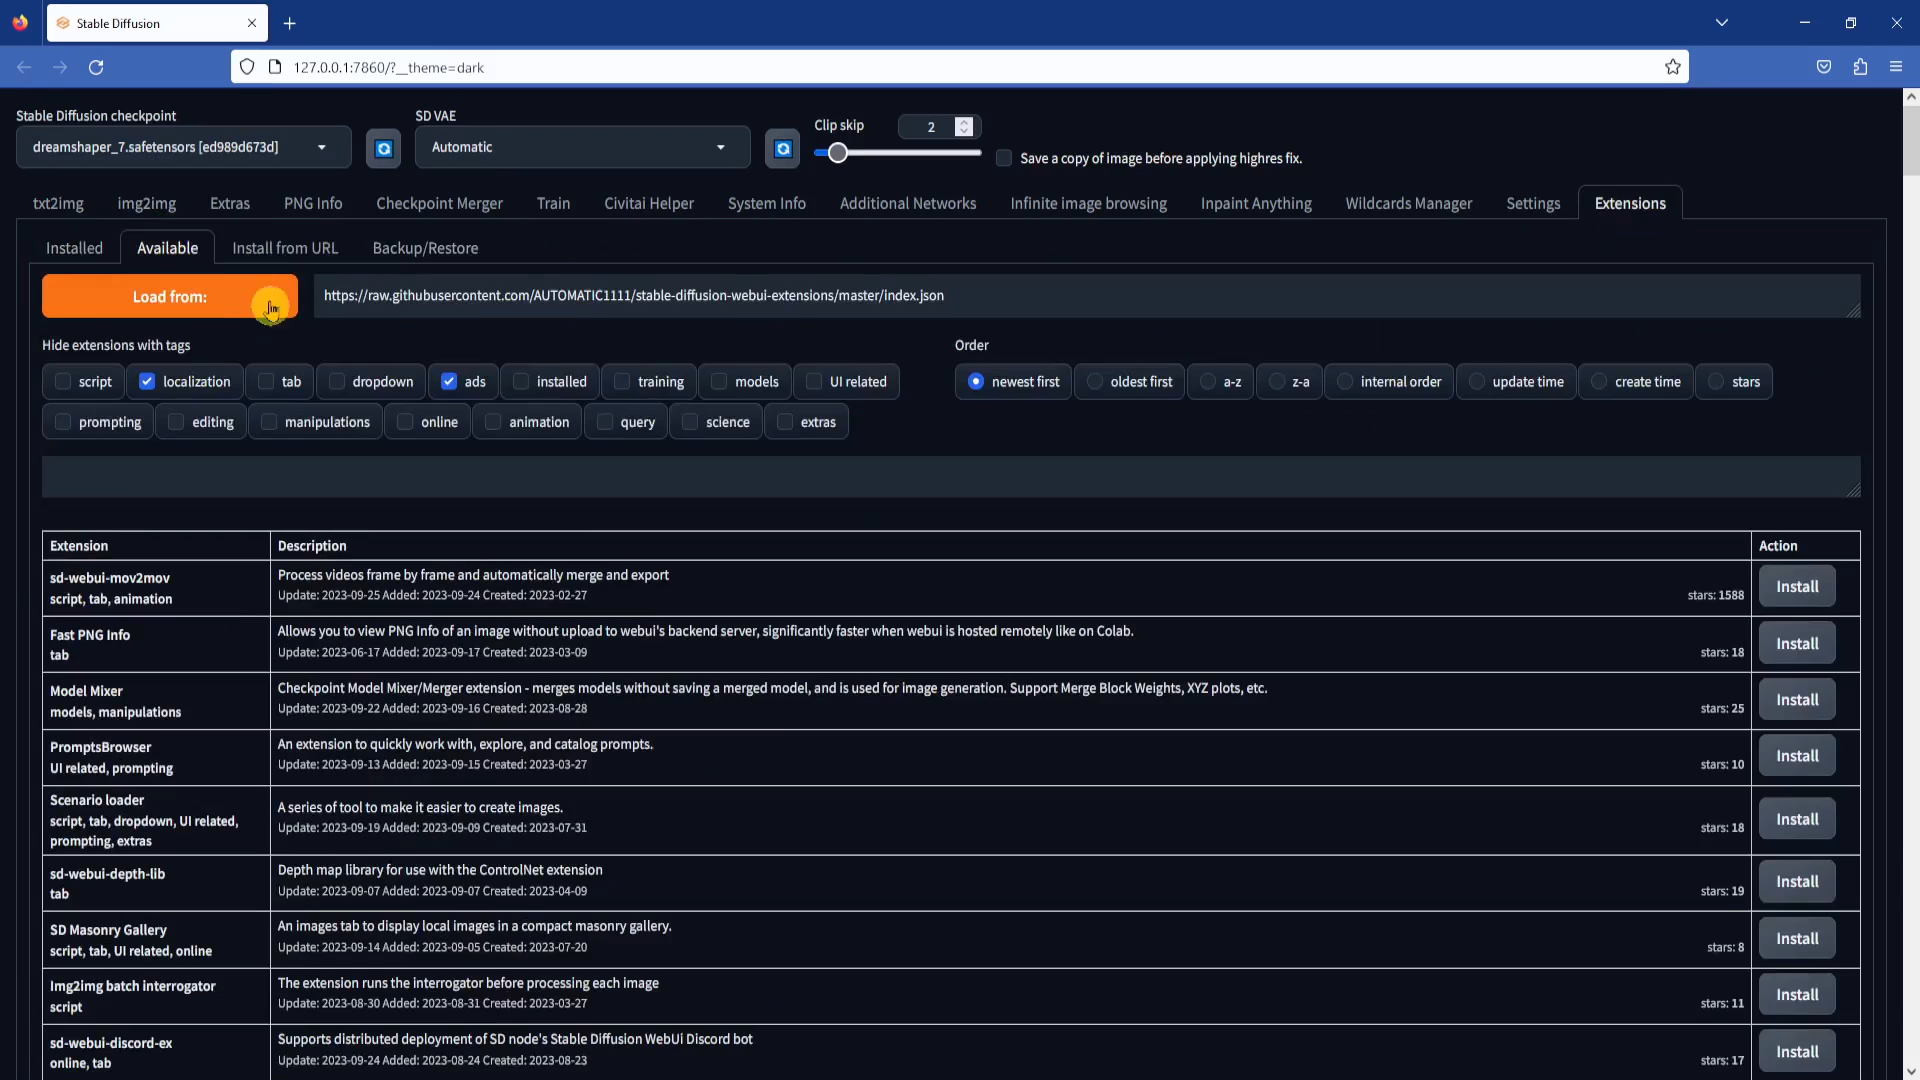 Stable Diffusion
127.0.0.1:7860/?__theme=dark
Stable Diffusion checkpoint
SD VAE
Clip skip
2
dreamshaper_7.safetensors [ed989d673d]
Automatic
Save a copy of image before applying highres fix.
txt2img img2img Extras PNG Info Checkpoint Merger Train Civitai Helper System Info Additional Networks Infinite image browsing Inpaint Anything Wildcards Manager Settings Extensions
Installed Available Install from URL Backup/Restore
Load from: https://raw.githubusercontent.com/AUTOMATIC1111/stable-diffusion-webui-extensions/master/index.json
Hide extensions with tags
Order
script localization tab dropdown ads installed training models UI related
newest first oldest first a-z z-a internal order update time create time stars
prompting editing manipulations online animation query science extras
Extension Description Action
sd-webui-mov2mov
script, tab, animation
Process videos frame by frame and automatically merge and export
Update: 2023-09-25 Added: 2023-09-24 Created: 2023-02-27
stars: 1588
Install
Fast PNG Info
tab
Allows you to view PNG Info of an image without upload to webui's backend server, significantly faster when webui is hosted remotely like on Colab.
Update: 2023-06-17 Added: 2023-09-17 Created: 2023-03-09
stars: 18
Install
Model Mixer
models, manipulations
Checkpoint Model Mixer/Merger extension - merges models without saving a merged model, and is used for image generation. Support Merge Block Weights, XYZ plots, etc.
Update: 2023-09-22 Added: 2023-09-16 Created: 2023-08-28
stars: 25
Install
PromptsBrowser
UI related, prompting
An extension to quickly work with, explore, and catalog prompts.
Update: 2023-09-13 Added: 2023-09-15 Created: 2023-03-27
stars: 10
Install
Scenario loader
script, tab, dropdown, UI related,
prompting, extras
A series of tool to make it easier to create images.
Update: 2023-09-19 Added: 2023-09-09 Created: 2023-07-31
stars: 18
Install
sd-webui-depth-lib
tab
Depth map library for use with the ControlNet extension
Update: 2023-09-07 Added: 2023-09-07 Created: 2023-04-09
stars: 19
Install
SD Masonry Gallery
script, tab, UI related, online
An images tab to display local images in a compact masonry gallery.
Update: 2023-09-14 Added: 2023-09-05 Created: 2023-07-20
stars: 8
Install
Img2img batch interrogator
script
The extension runs the interrogator before processing each image
Update: 2023-08-30 Added: 2023-08-31 Created: 2023-03-27
stars: 11
Install
sd-webui-discord-ex
online, tab
Supports distributed deployment of SD node's Stable Diffusion WebUi Discord bot
Update: 2023-09-24 Added: 2023-08-24 Created: 2023-08-23
stars: 17
Install